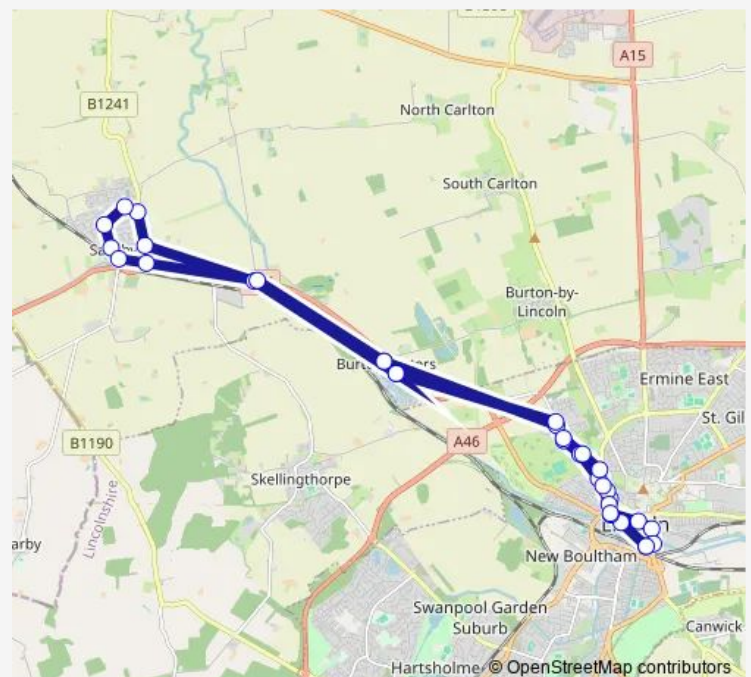 A15
B1241
North Carlton
South Carlton
Burton-by-
Lincoln
Ermine East
St. Gil
A46
B1190
Skellingthorpe
Lincolnshire
arby
New Boultham
Swanpool Garden
Suburb
Canwick
Hartsholme
© OpenStreetMap contributors